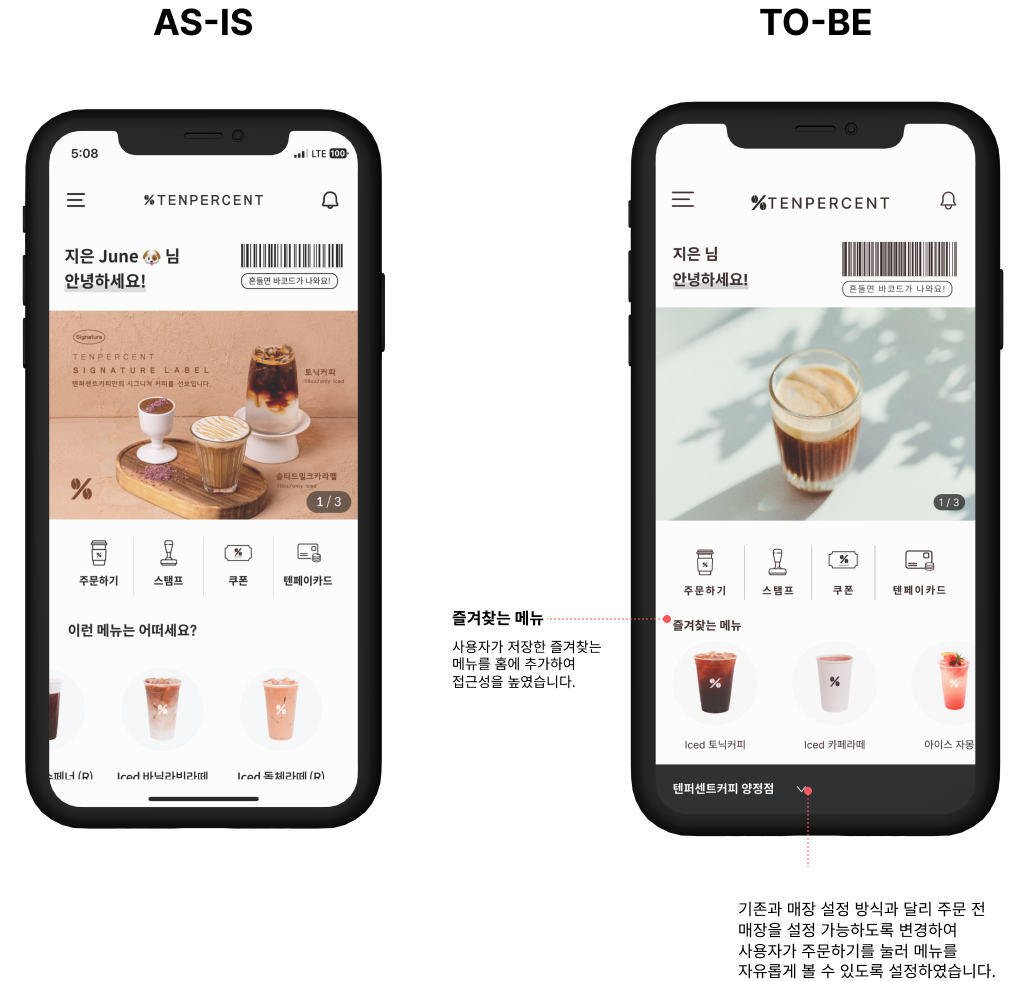 AS-IS
TO-BE
5:08
LTE 100
%TENPERCENT
지은 June 🐶 님
안녕하세요!
흔들면 바코드가 나와요!
Signature
TENPERCENT
SIGNATURE LABEL
텐퍼센트커피만의 시그니쳐 커피를 선보입니다.
토닉커피
솔티드밀크카라멜
%
1 / 3
주문하기
스탬프
쿠폰
텐페이카드
이런 메뉴는 어떠세요?
페너 (R)
Iced 바닐라빈라떼
Iced 돌체라떼 (R)
%TENPERCENT
지은 님
안녕하세요!
흔들면 바코드가 나와요!
1 / 3
주문하기
스탬프
쿠폰
텐페이카드
즐겨찾는 메뉴
Iced 토닉커피
Iced 카페라떼
아이스 자몽
텐퍼센트커피 양정점
즐겨찾는 메뉴
사용자가 저장한 즐겨찾는
메뉴를 홈에 추가하여
접근성을 높였습니다.
기존과 매장 설정 방식과 달리 주문 전
매장을 설정 가능하도록 변경하여
사용자가 주문하기를 눌러 메뉴를
자유롭게 볼 수 있도록 설정하였습니다.